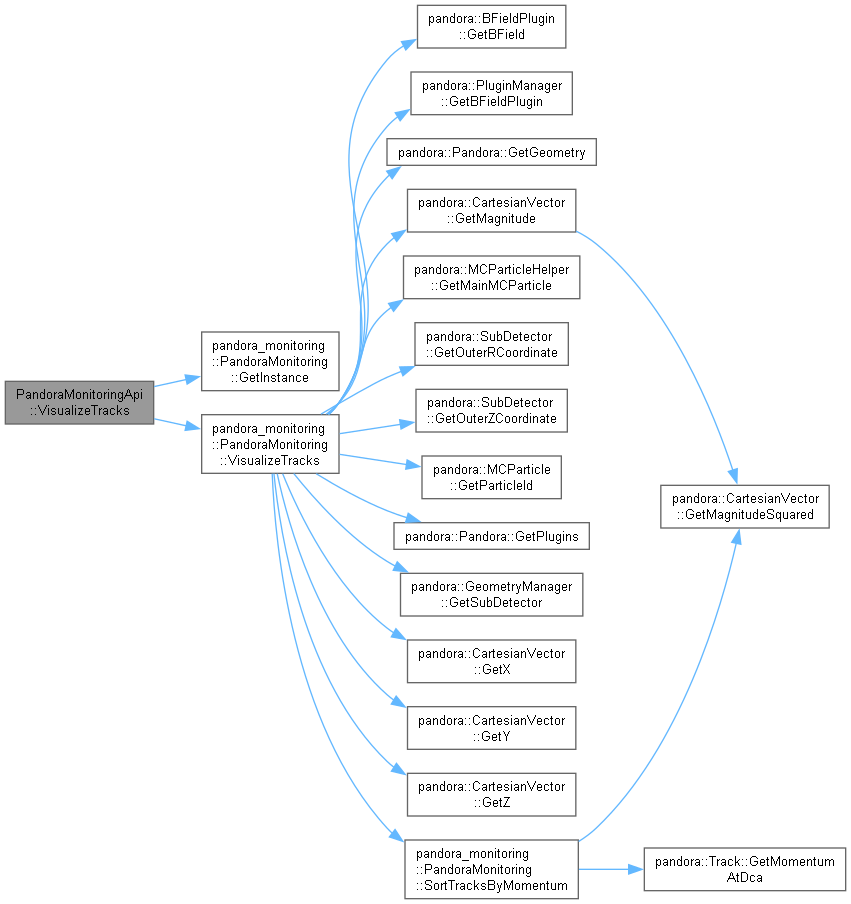 pandora::BFieldPlugin
::GetBField
pandora::PluginManager
::GetBFieldPlugin
pandora::Pandora::GetGeometry
pandora::CartesianVector
::GetMagnitude
pandora::MCParticleHelper
::GetMainMCParticle
pandora_monitoring
::PandoraMonitoring
::GetInstance
pandora::SubDetector
::GetOuterRCoordinate
PandoraMonitoringApi
::VisualizeTracks
pandora::SubDetector
::GetOuterZCoordinate
pandora_monitoring
::PandoraMonitoring
::VisualizeTracks
pandora::MCParticle
::GetParticleId
pandora::CartesianVector
::GetMagnitudeSquared
pandora::Pandora::GetPlugins
pandora::GeometryManager
::GetSubDetector
pandora::CartesianVector
::GetX
pandora::CartesianVector
::GetY
pandora::CartesianVector
::GetZ
pandora_monitoring
::PandoraMonitoring
::SortTracksByMomentum
pandora::Track::GetMomentum
AtDca